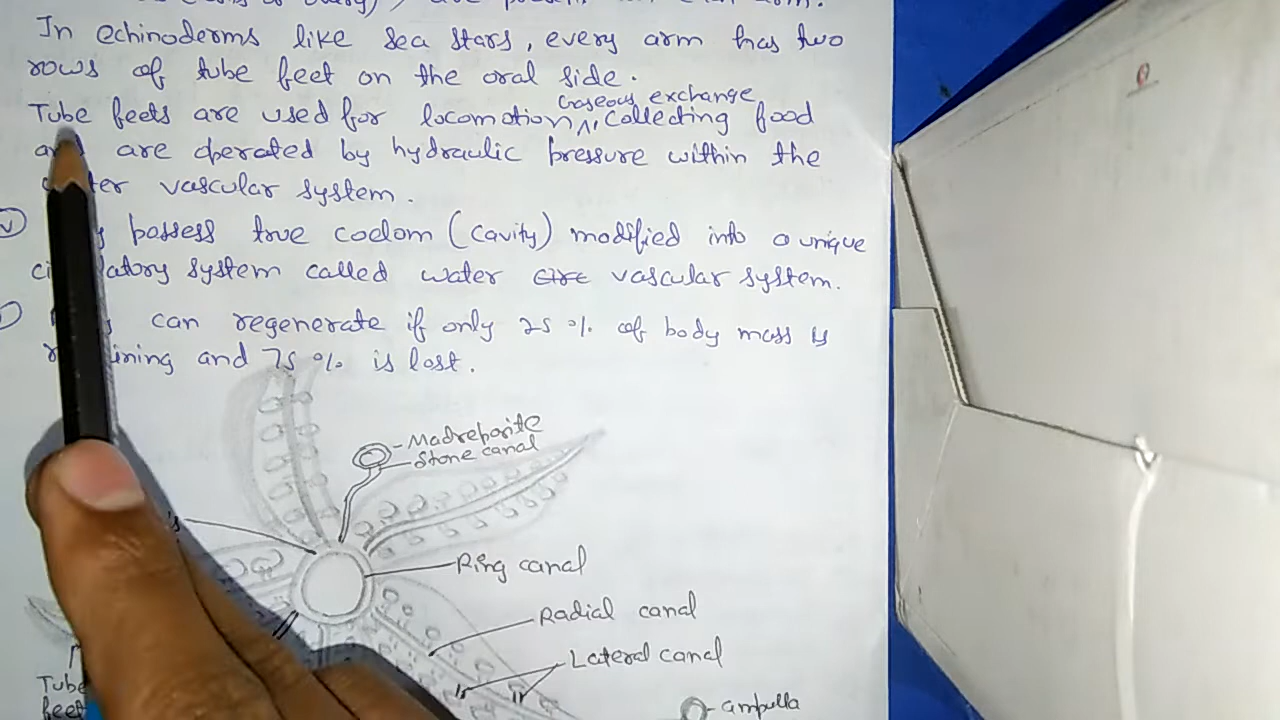 In echinoderms like sea stars, every arm has two
rows of tube feet on the oral side.
Gaseous exchange
Tube feets are used for locomotion ^, collecting food
are operated by hydraulic pressure within the
vascular system.
possess true coelom (cavity) modified into a unique
system called water vascular system.
can regenerate if only 25 % of body mass is
and 75 % is lost.
Madreporite
Stone canal
Ring canal
Radial canal
Lateral canal
Tube
feet
ampulla